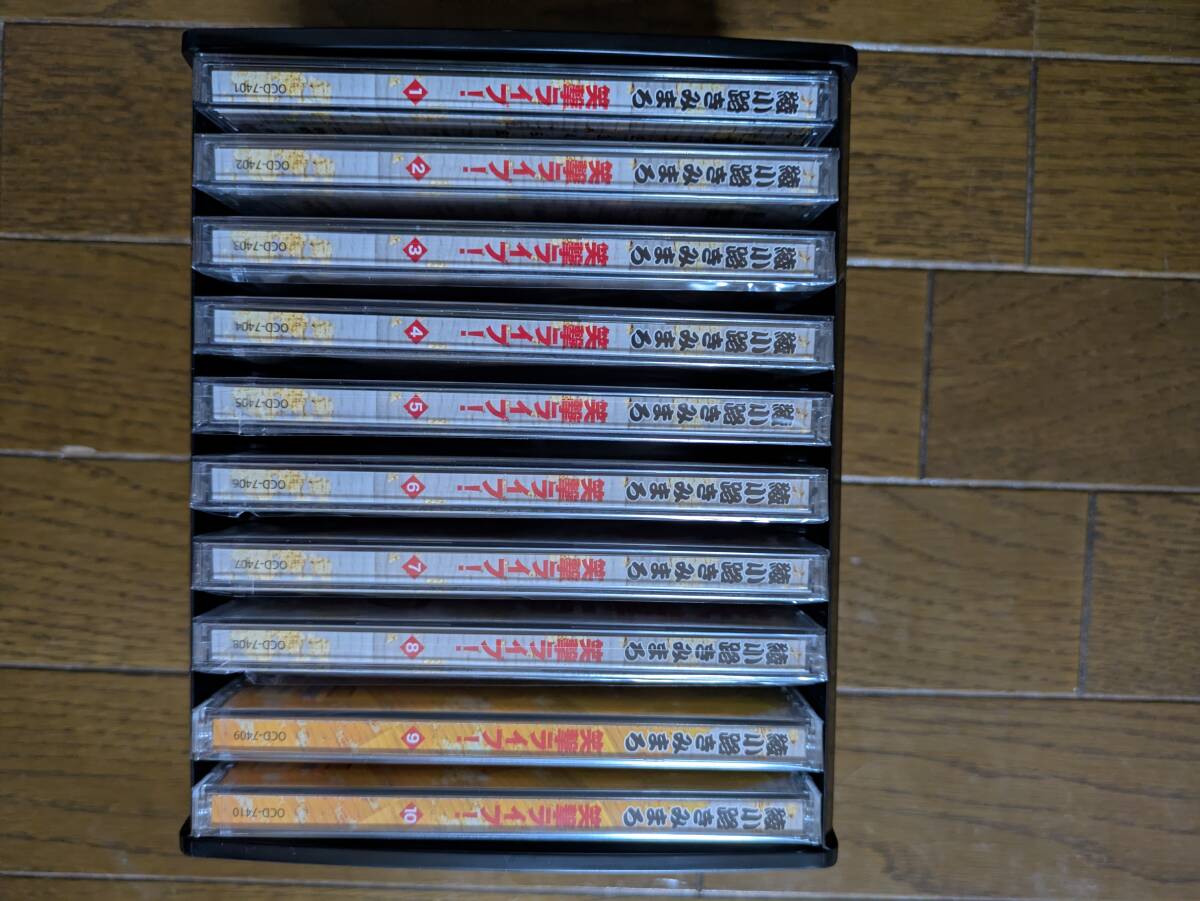 綾小路きみまろ 笑撃ライブ! 1 OCD-7401
綾小路きみまろ 笑撃ライブ! 2 OCD-7402
綾小路きみまろ 笑撃ライブ! 3 OCD-7403
綾小路きみまろ 笑撃ライブ! 4 OCD-7404
綾小路きみまろ 笑撃ライブ! 5 OCD-7405
綾小路きみまろ 笑撃ライブ! 6 OCD-7406
綾小路きみまろ 笑撃ライブ! 7 OCD-7407
綾小路きみまろ 笑撃ライブ! 8 OCD-7408
綾小路きみまろ 笑撃ライブ! 9 OCD-7409
綾小路きみまろ 笑撃ライブ! 10 OCD-7410